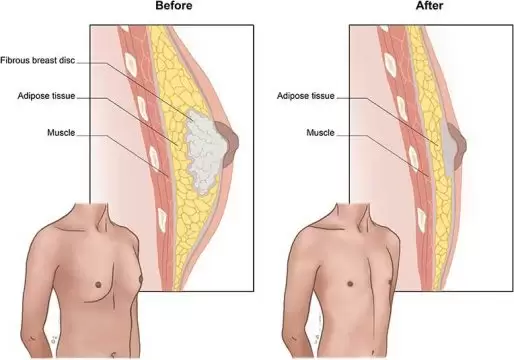 Before
Fibrous breast disc
Adipose tissue
Muscle
After
Adipose tissue
Muscle